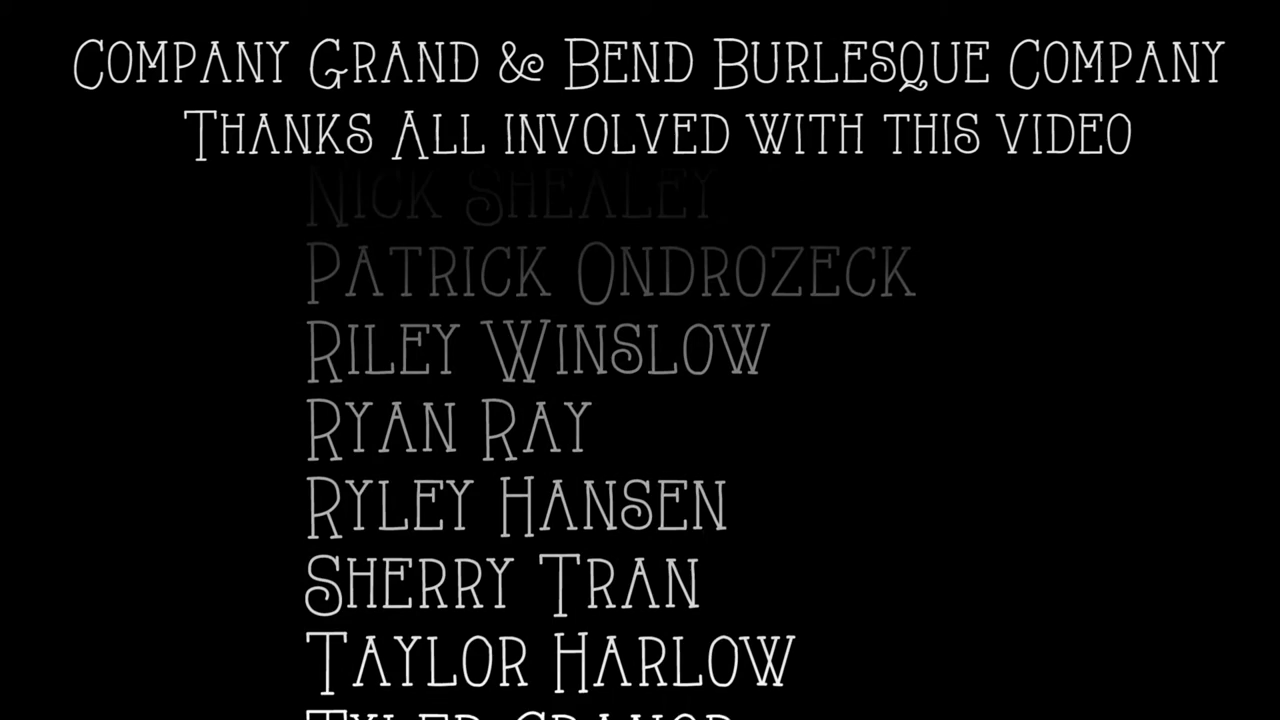 Company Grand & Bend Burlesque Company
Thanks All involved with this video
Nick Shealey
Patrick Ondrozeck
Riley Winslow
Ryan Ray
Ryley Hansen
Sherry Tran
Taylor Harlow
Tyler